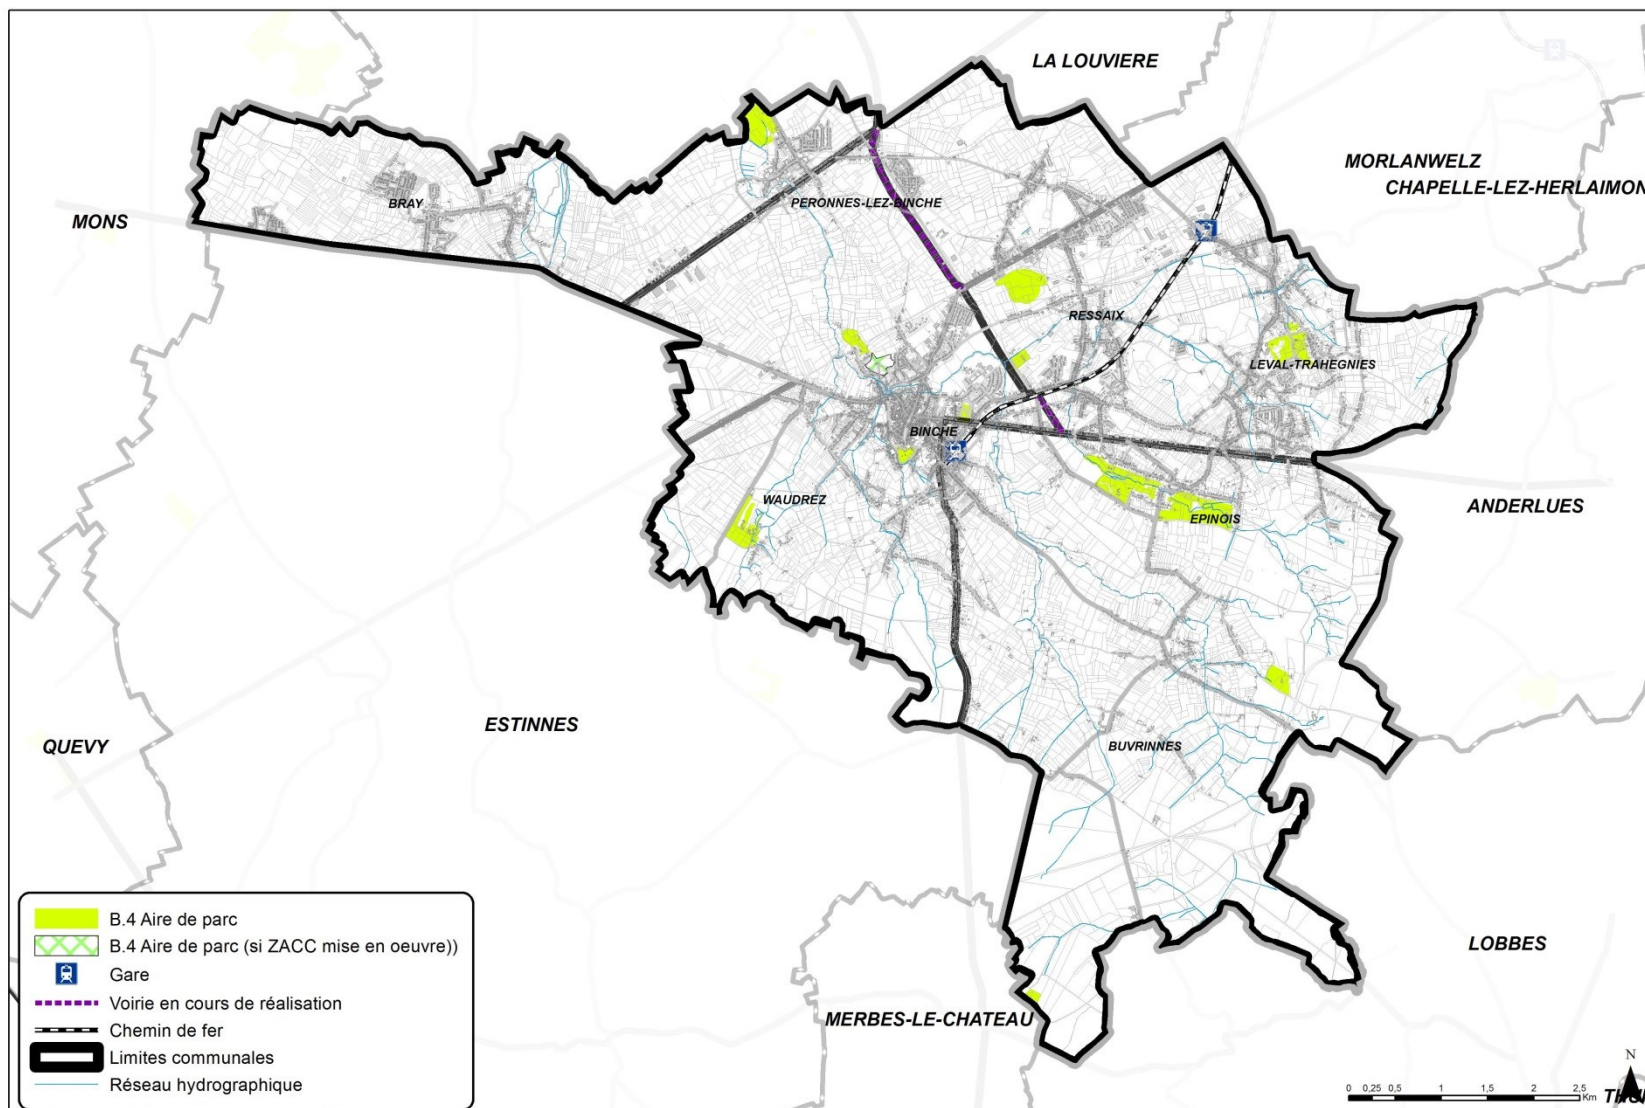 LA LOUVIERE
MORLANWELZ
CHAPELLE-LEZ-HERLAIMON
MONS
BRAY
PERONNES-LEZ-BINCHE
RESSAIX
LEVAL-TRAHEGNIES
BINCHE
WAUDREZ
EPINOIS
ANDERLUES
ESTINNES
QUEVY
BUVRINNES
LOBBES
MERBES-LE-CHATEAU
B.4 Aire de parc
B.4 Aire de parc (si ZACC mise en oeuvre))
Gare
Voirie en cours de réalisation
Chemin de fer
Limites communales
Réseau hydrographique
N
0 0,25 0,5 1 1,5 2 2,5
Km